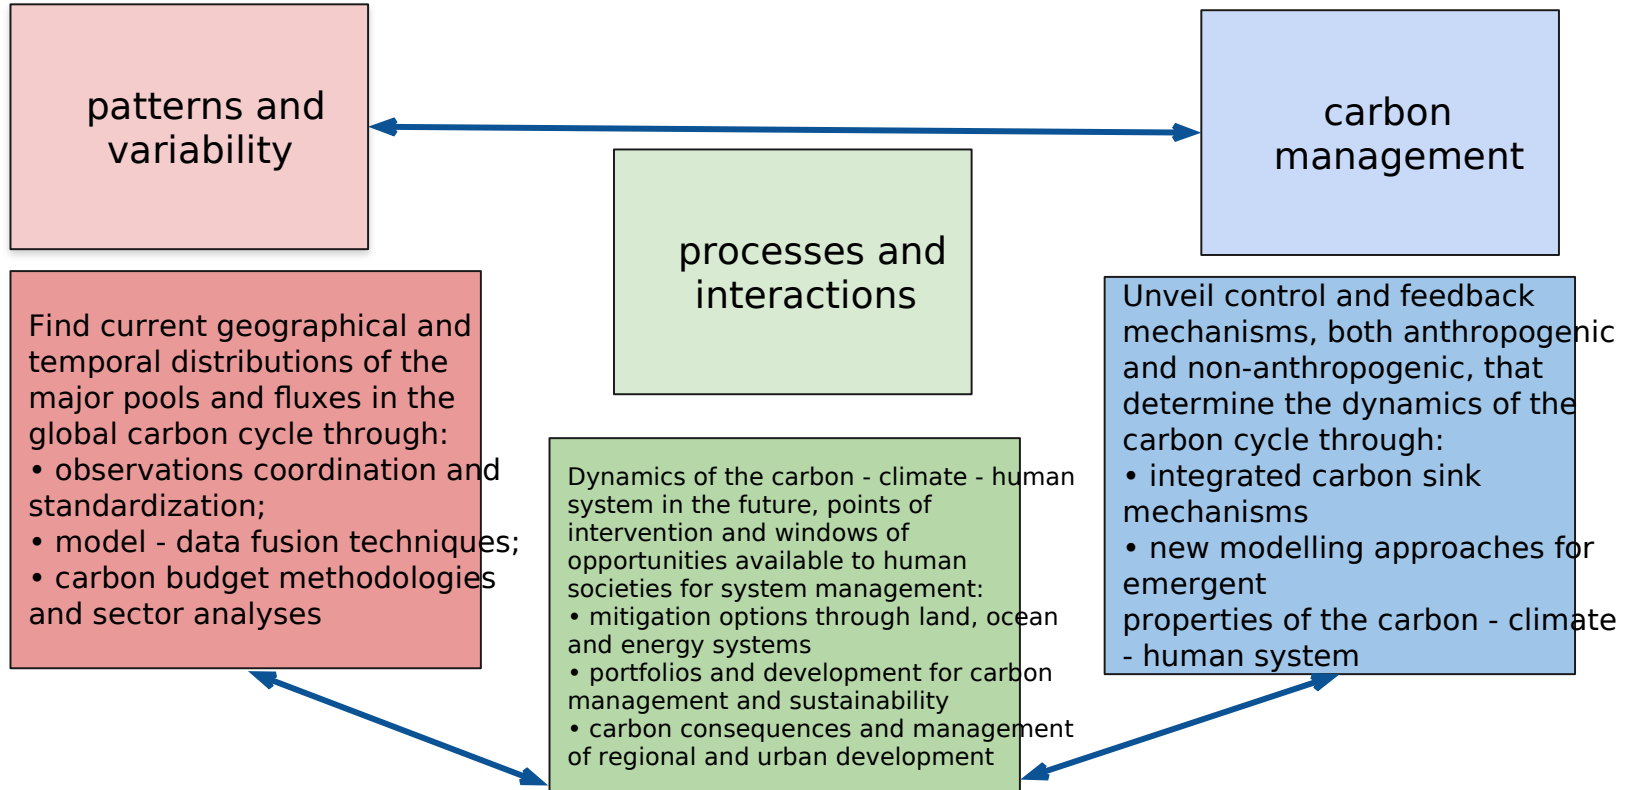 patterns and
variability
carbon
management
processes and
interactions
Find current geographical and
temporal distributions of the
major pools and fluxes in the
global carbon cycle through:
• observations coordination and
standardization;
• model - data fusion techniques;
• carbon budget methodologies
and sector analyses
Dynamics of the carbon - climate - human
system in the future, points of
intervention and windows of
opportunities available to human
societies for system management:
• mitigation options through land, ocean
and energy systems
• portfolios and development for carbon
management and sustainability
• carbon consequences and management
of regional and urban development
Unveil control and feedback
mechanisms, both anthropogenic
and non-anthropogenic, that
determine the dynamics of the
carbon cycle through:
• integrated carbon sink
mechanisms
• new modelling approaches for
emergent
properties of the carbon - climate
- human system